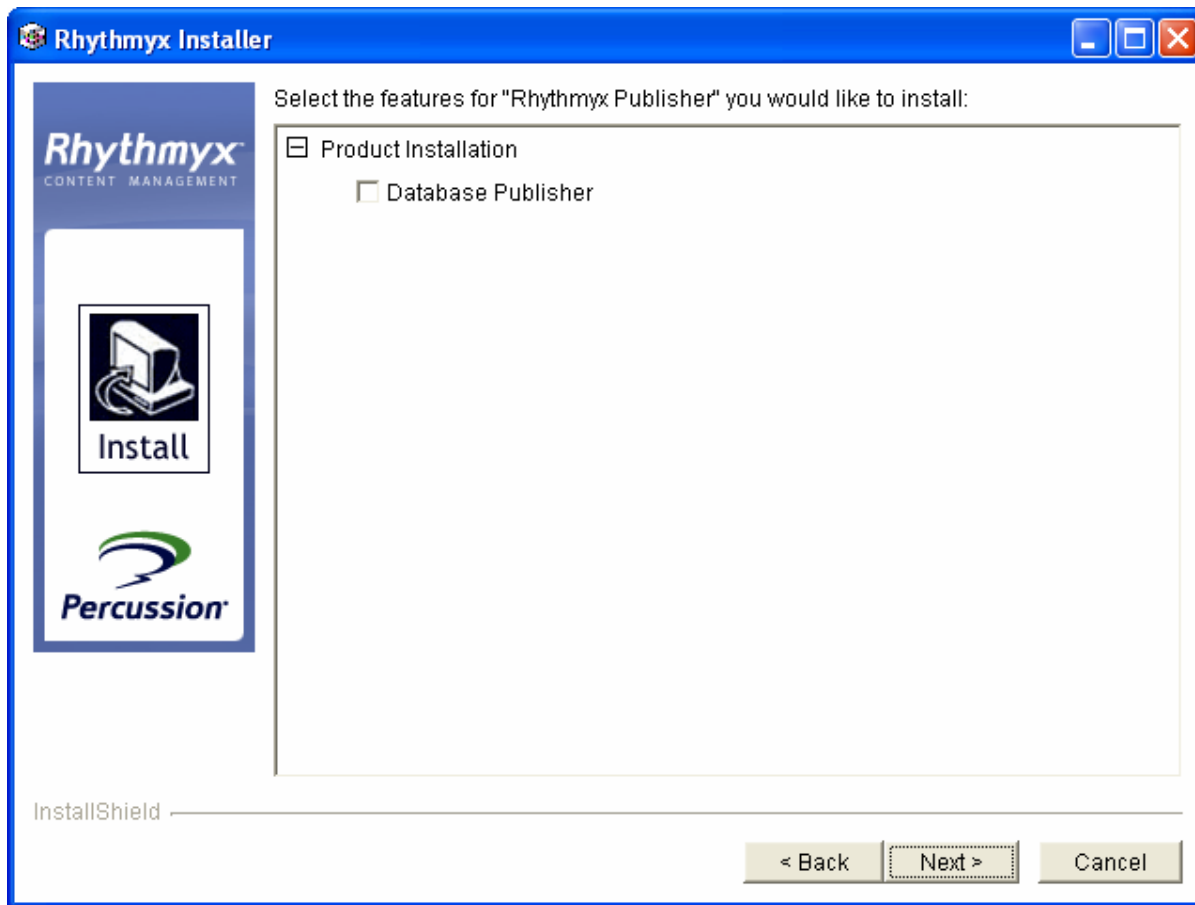 Rhythmyx Installer
Select the features for "Rhythmyx Publisher" you would like to install:
Rhythmyx
CONTENT MANAGEMENT
Product Installation
Database Publisher
Install
Percussion
InstallShield
< Back
Next >
Cancel